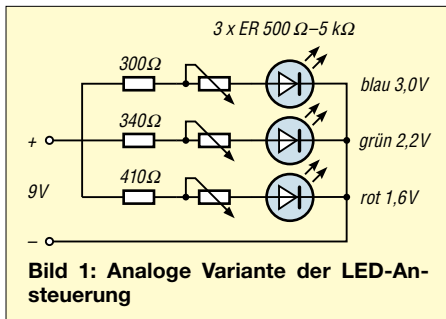 3 x ER 500 Ω–5 kΩ
300Ω
blau 3,0V
340Ω
+
grün 2,2V
9V
410Ω
rot 1,6V
–
Bild 1: Analoge Variante der LED-An-
steuerung